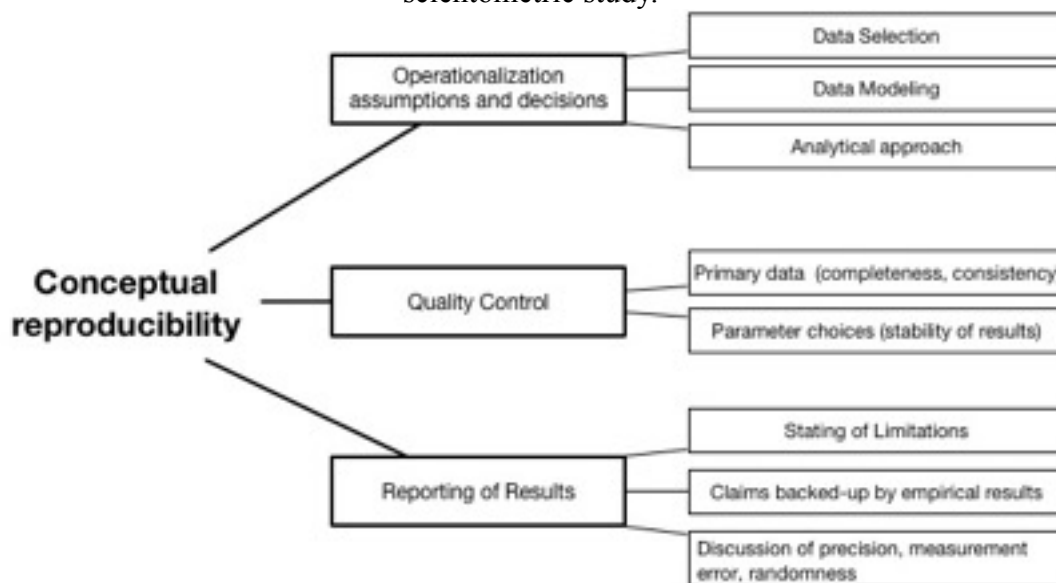 scientometric study.
Data Selection
Operationalization
assumptions and decisions
Data Modeling
Analytical approach
Conceptual
reproducibility
Primary data (completeness, consistency)
Quality Control
Parameter choices (stability of results)
Stating of Limitations
Reporting of Results
Claims backed-up by empirical results
Discussion of precision, measurement
error, randomness